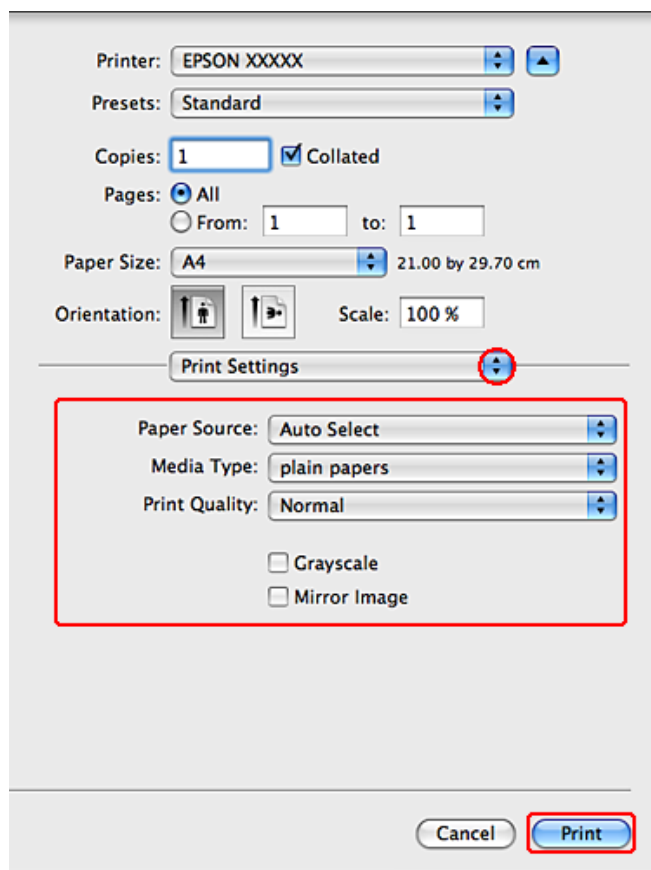 Printer: EPSON XXXXX
Presets: Standard
Copies: 1 Collated
Pages: All
From: 1 to: 1
Paper Size: A4 21.00 by 29.70 cm
Orientation: Scale: 100 %
Print Settings
Paper Source: Auto Select
Media Type: plain papers
Print Quality: Normal
Grayscale
Mirror Image
Cancel Print